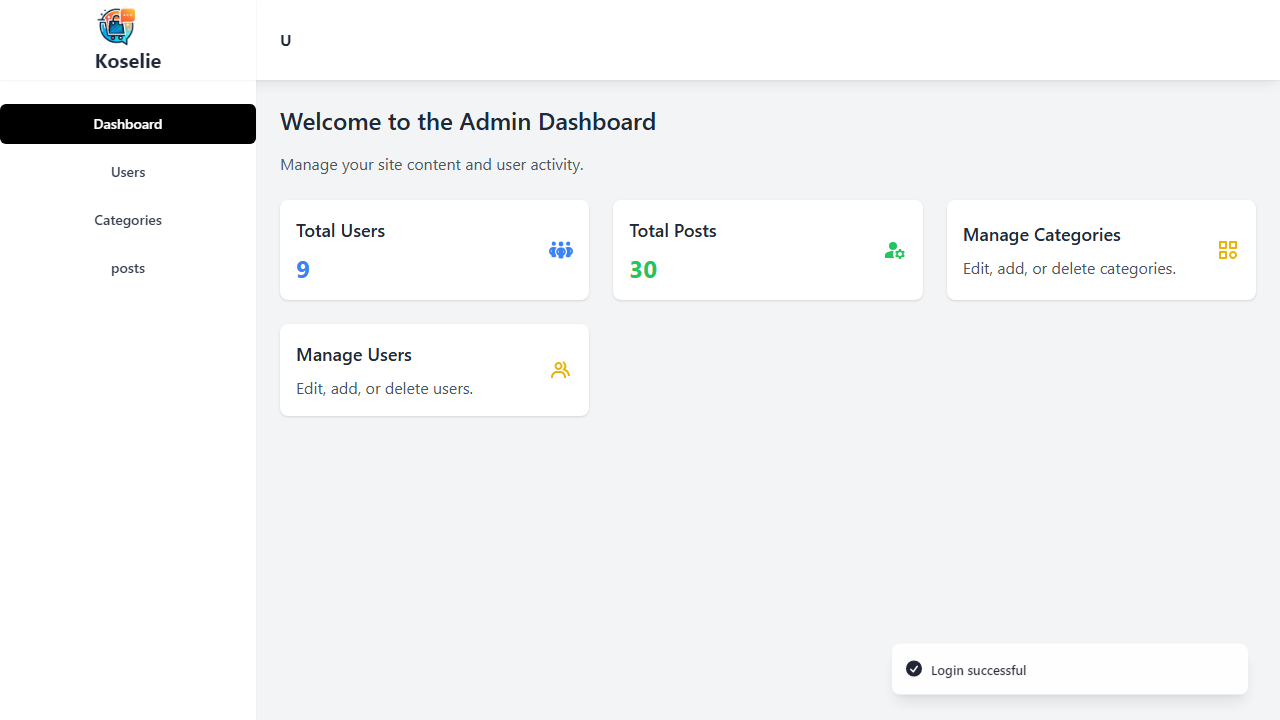 Koselie
U
Dashboard
Users
Categories
posts
Welcome to the Admin Dashboard
Manage your site content and user activity.
Total Users
9
Total Posts
30
Manage Categories
Edit, add, or delete categories.
Manage Users
Edit, add, or delete users.
Login successful